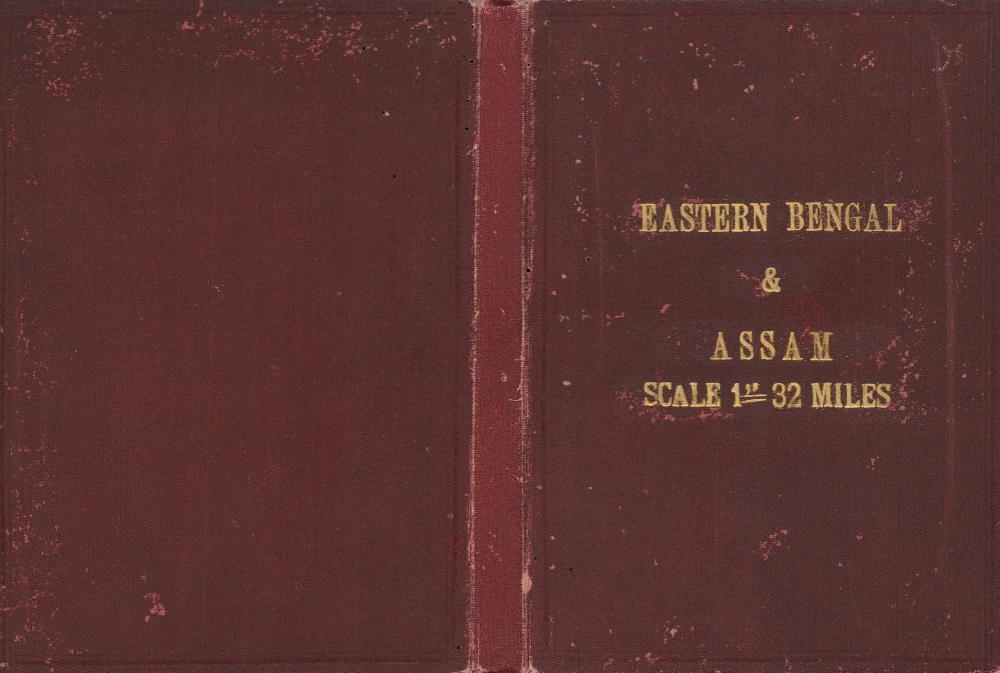 EASTERN BENGAL
&
ASSAM
SCALE 1" = 32 MILES